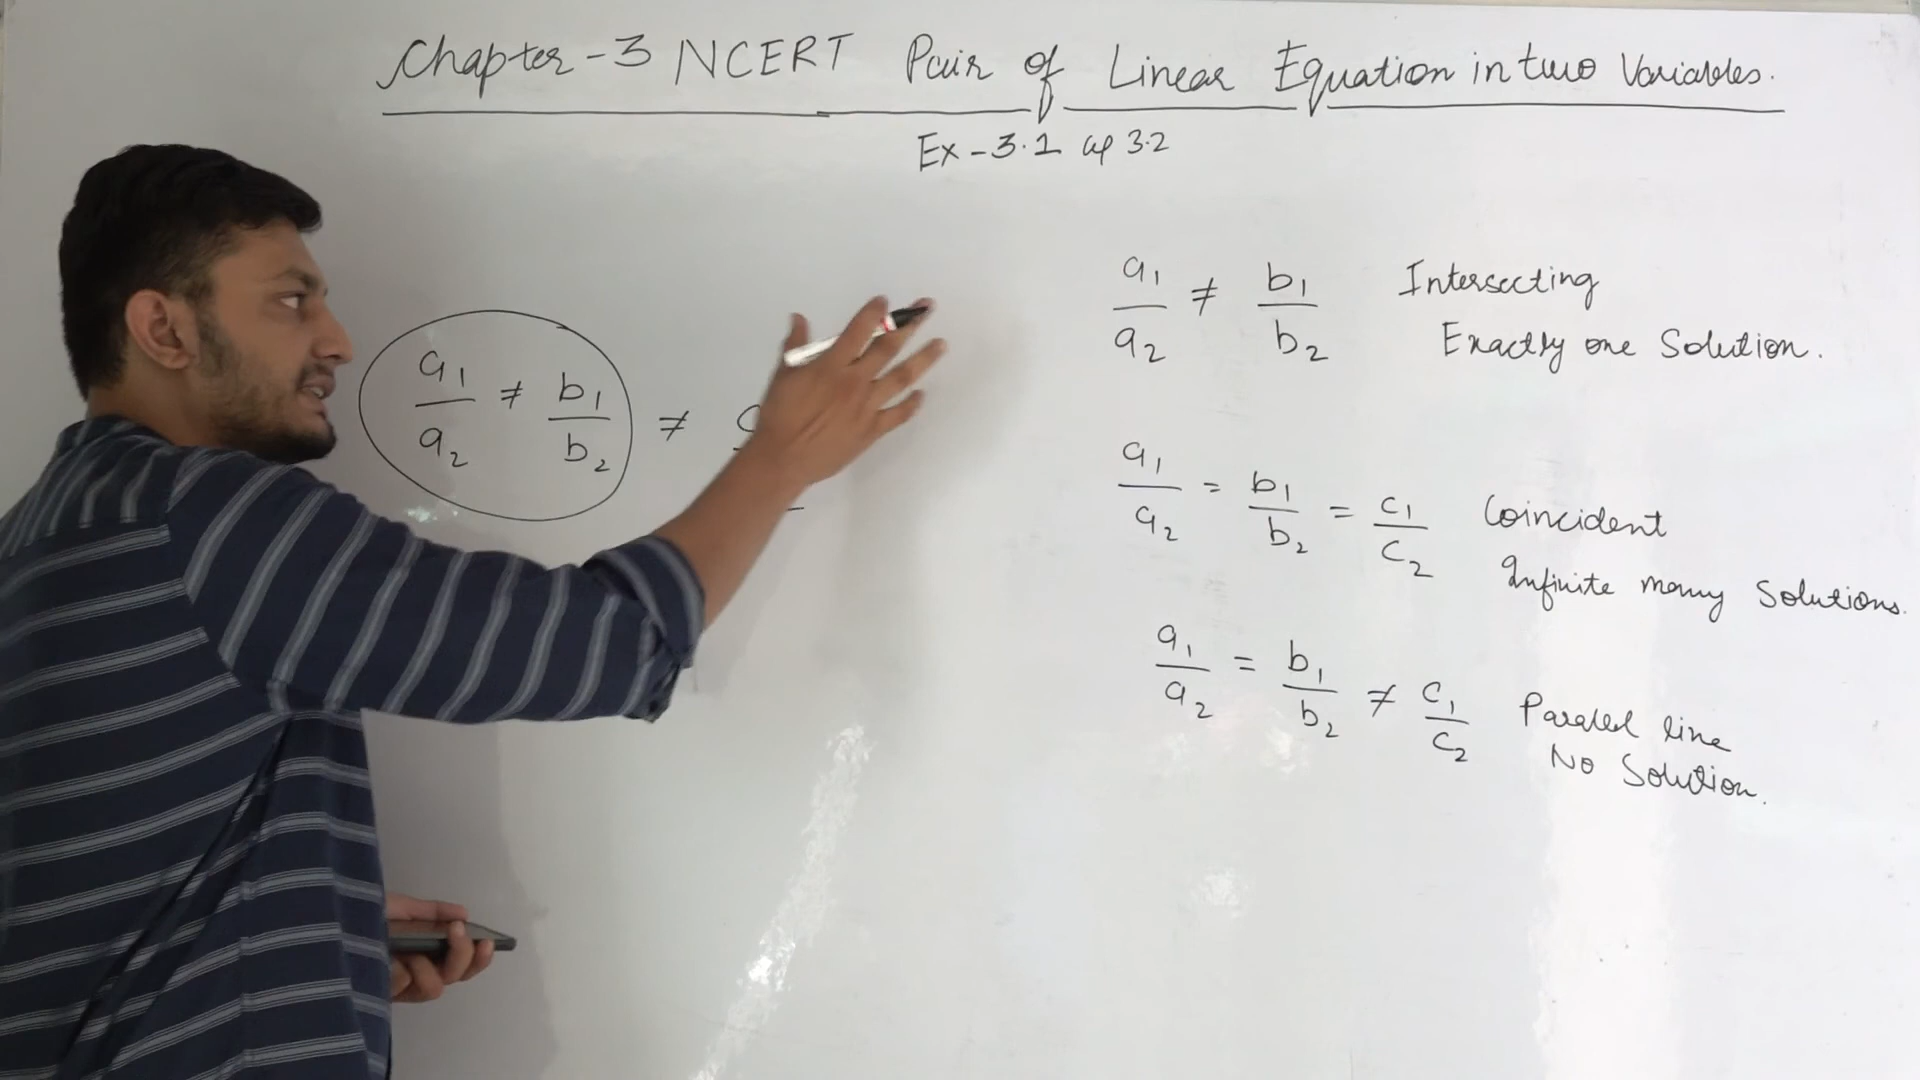 Chapter-3 NCERT Pair of Linear Equation in two Variables.
Ex-3.1 3.2
a₁/a₂ ≠ b₁/b₂ ≠
a₁/a₂ ≠ b₁/b₂ Intersecting
Exactly one Solution.
a₁/a₂ = b₁/b₂ = c₁/c₂ Coincident
Infinite many Solutions.
a₁/a₂ = b₁/b₂ ≠ c₁/c₂ Paralel line
No Solution.